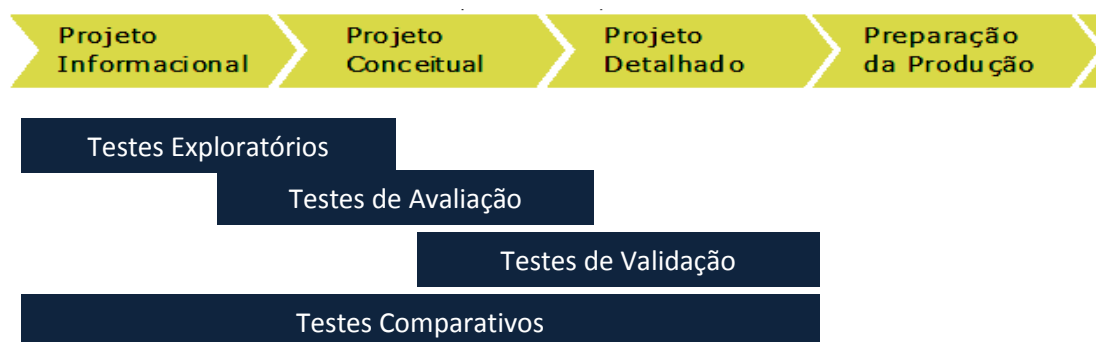 Projeto
Informacional
Projeto
Conceitual
Projeto
Detalhado
Preparação
da Produção
Testes Exploratórios
Testes de Avaliação
Testes de Validação
Testes Comparativos